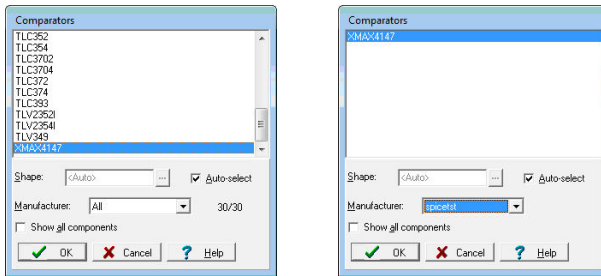 Comparators
TLC352
TLC354
TLC3702
TLC3704
TLC372
TLC374
TLC393
TLV2352I
TLV2354I
TLV349
XMAX4147
Shape: <Auto> ... Auto-select
Manufacturer: All 30/30
Show all components
OK Cancel ? Help
Comparators
XMAX4147
Shape: <Auto> ... Auto-select
Manufacturer: spicetst
Show all components
OK Cancel ? Help